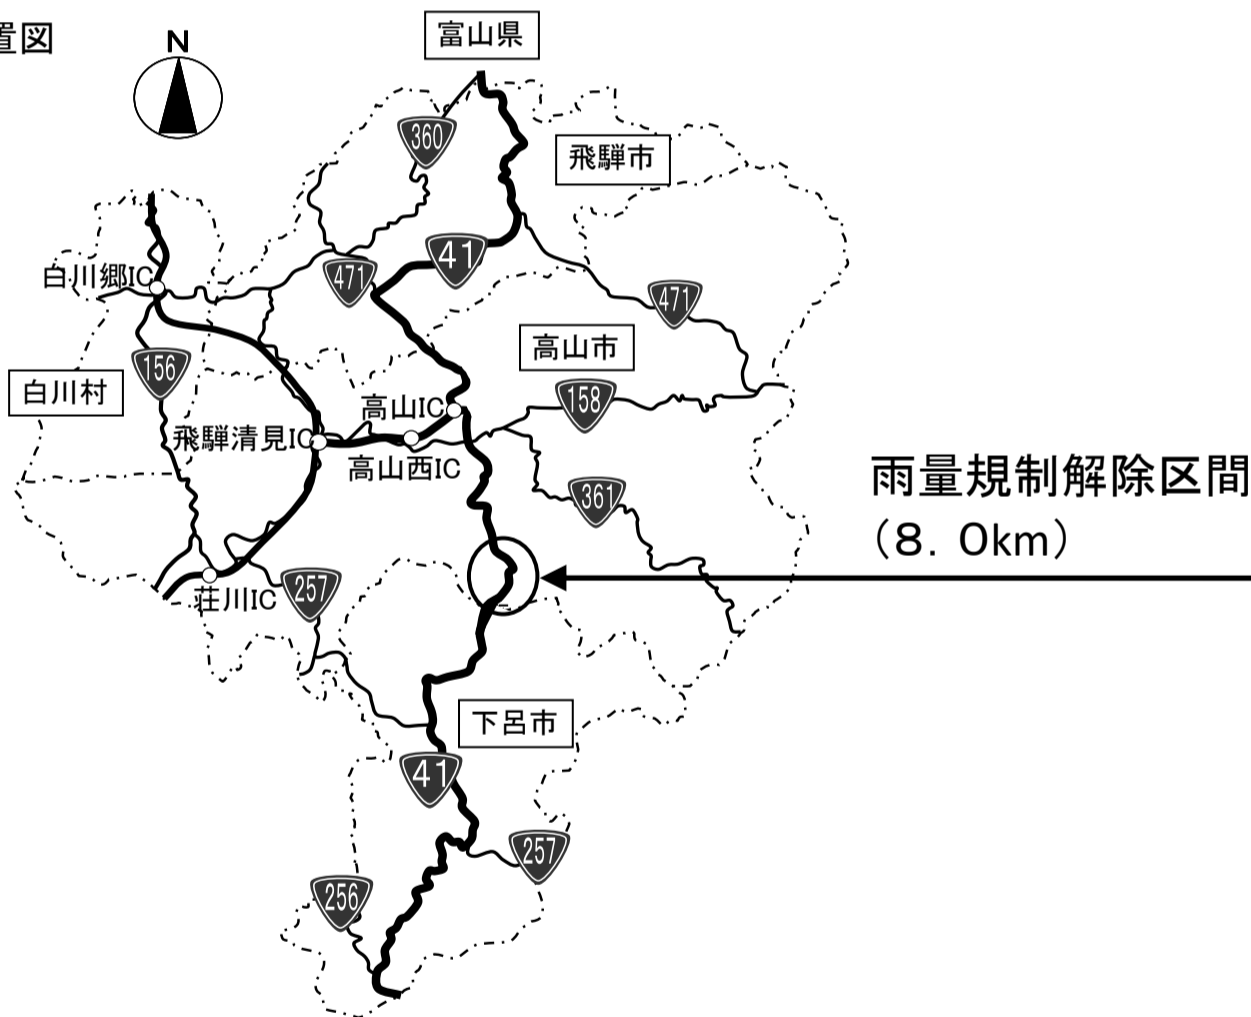 置図
N
富山県
360
飛騨市
41
白川郷IC
471
471
高山市
156
白川村
158
高山IC
飛騨清見IC
高山西IC
雨量規制解除区間
361
(8. 0km)
257
荘川IC
下呂市
41
257
256